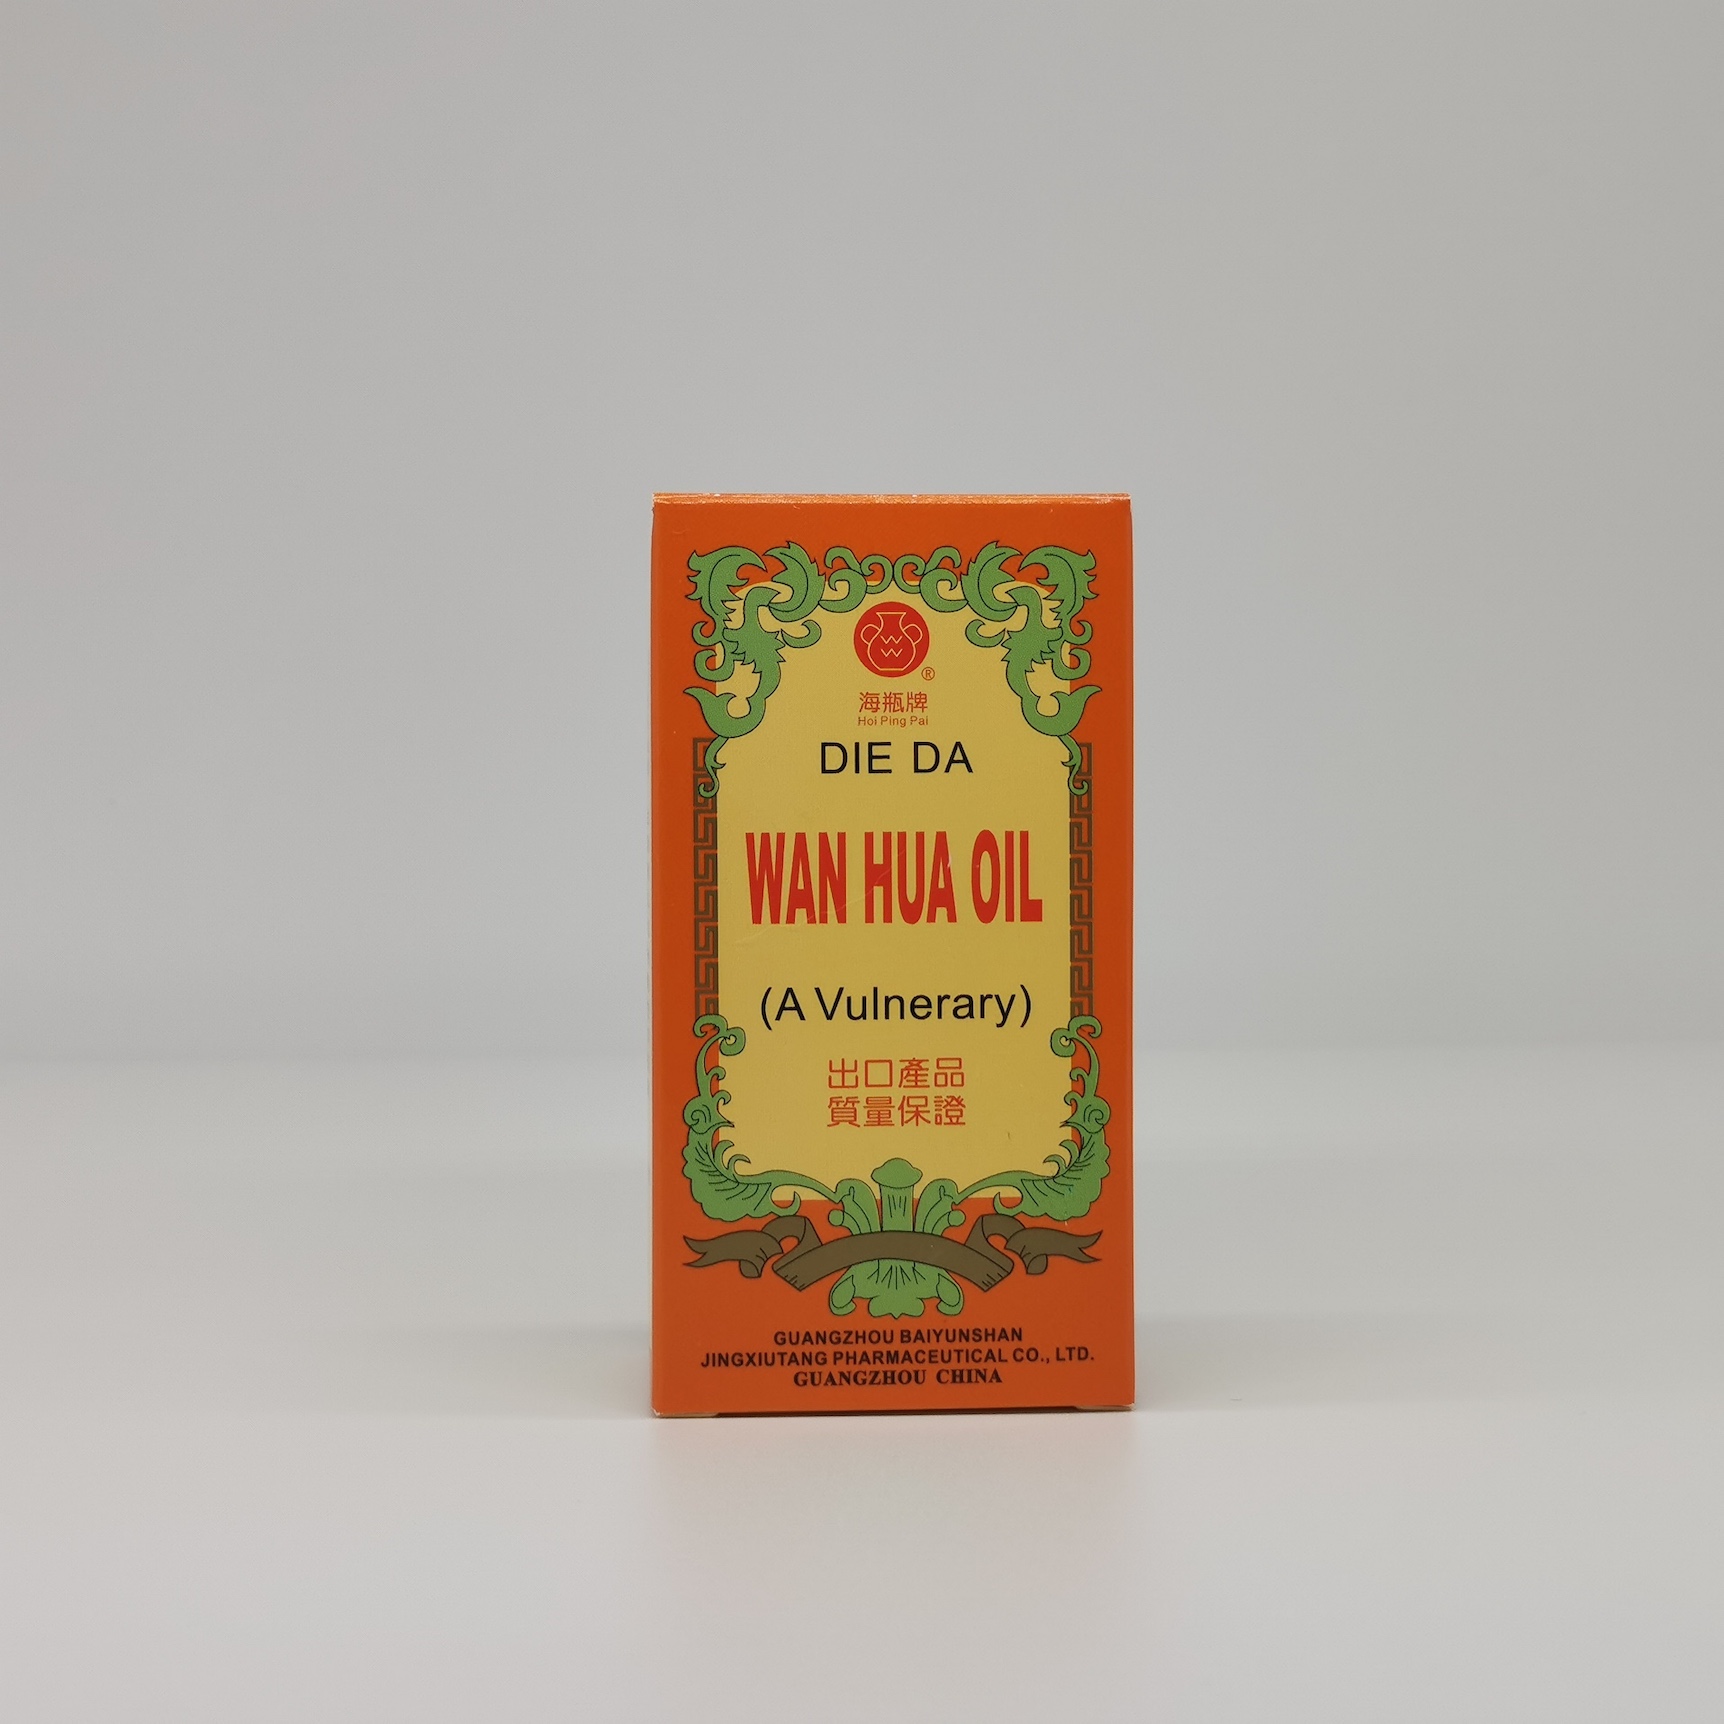 ®
海瓶牌
Hoi Ping Pai
DIE DA
WAN HUA OIL
(A Vulnerary)
出口產品
質量保證
GUANGZHOU BAIYUNSHAN
JINGXIUTANG PHARMACEUTICAL CO., LTD.
GUANGZHOU CHINA